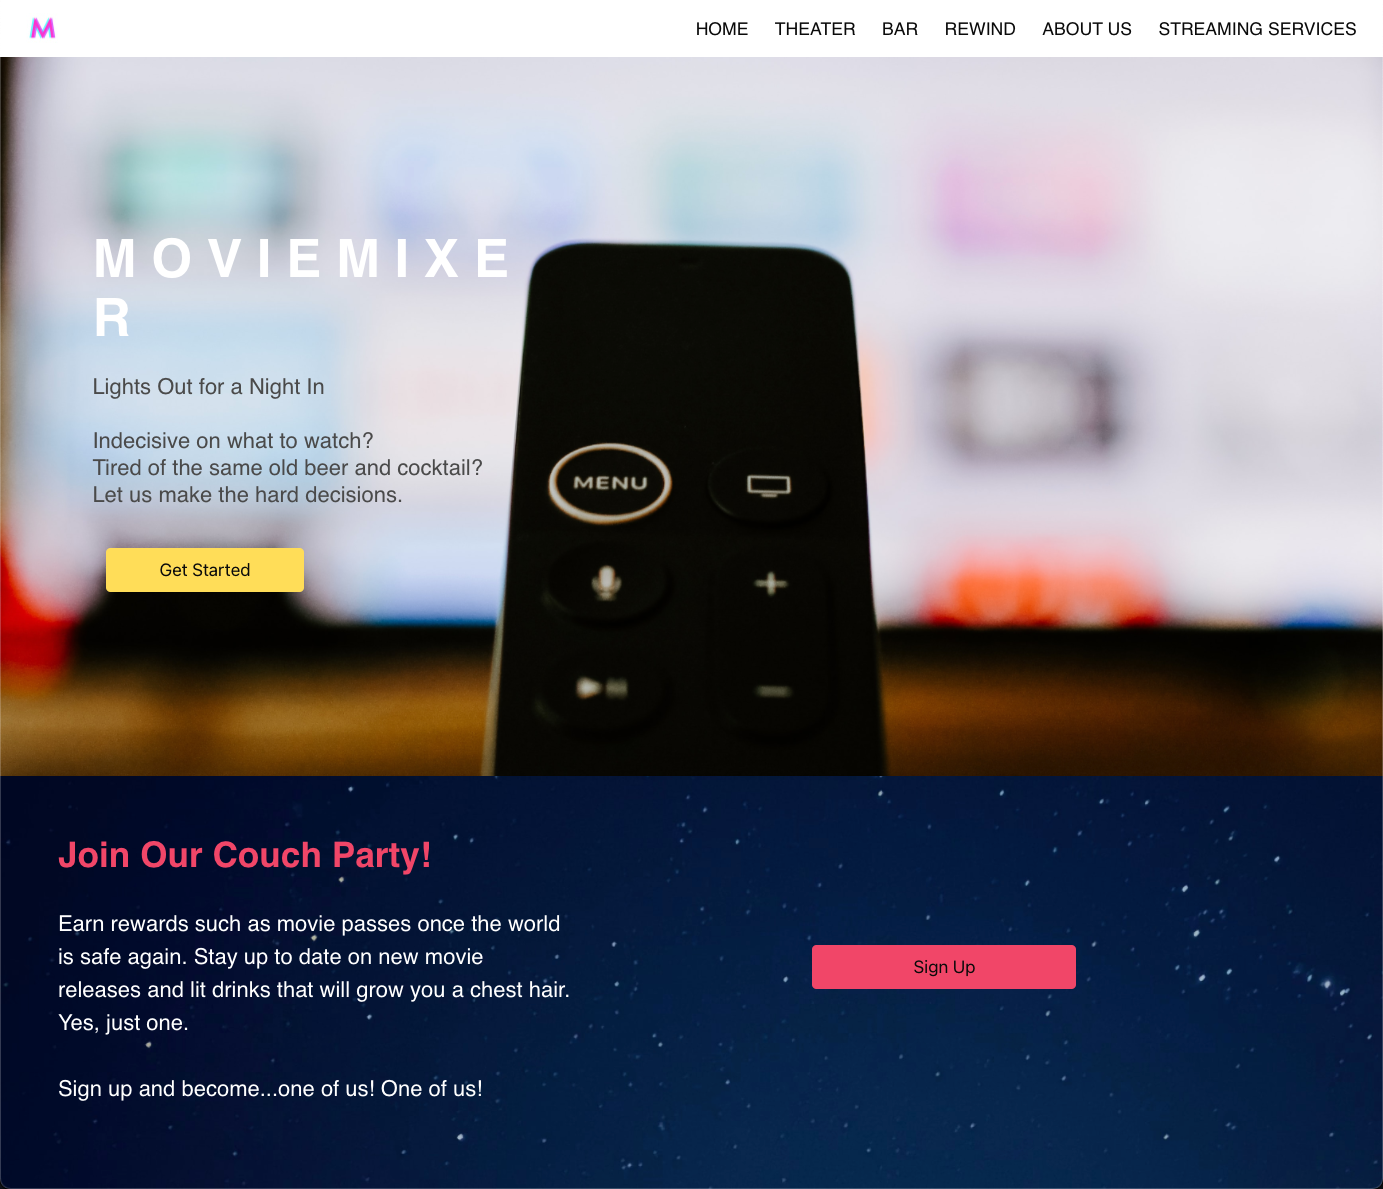 M
HOME THEATER BAR REWIND ABOUT US STREAMING SERVICES
MOVIEMIXE
R
Lights Out for a Night In
Indecisive on what to watch?
Tired of the same old beer and cocktail?
Let us make the hard decisions.
Get Started
MENU
Join Our Couch Party!
Earn rewards such as movie passes once the world
is safe again. Stay up to date on new movie
releases and lit drinks that will grow you a chest hair.
Yes, just one.
Sign up and become...one of us! One of us!
Sign Up